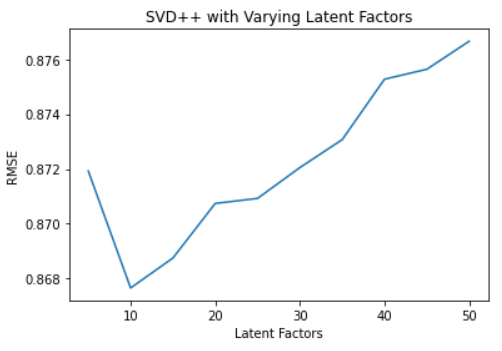 SVD++ with Varying Latent Factors
0.876
0.874
0.872
0.870
0.868
RMSE
10 20 30 40 50
Latent Factors